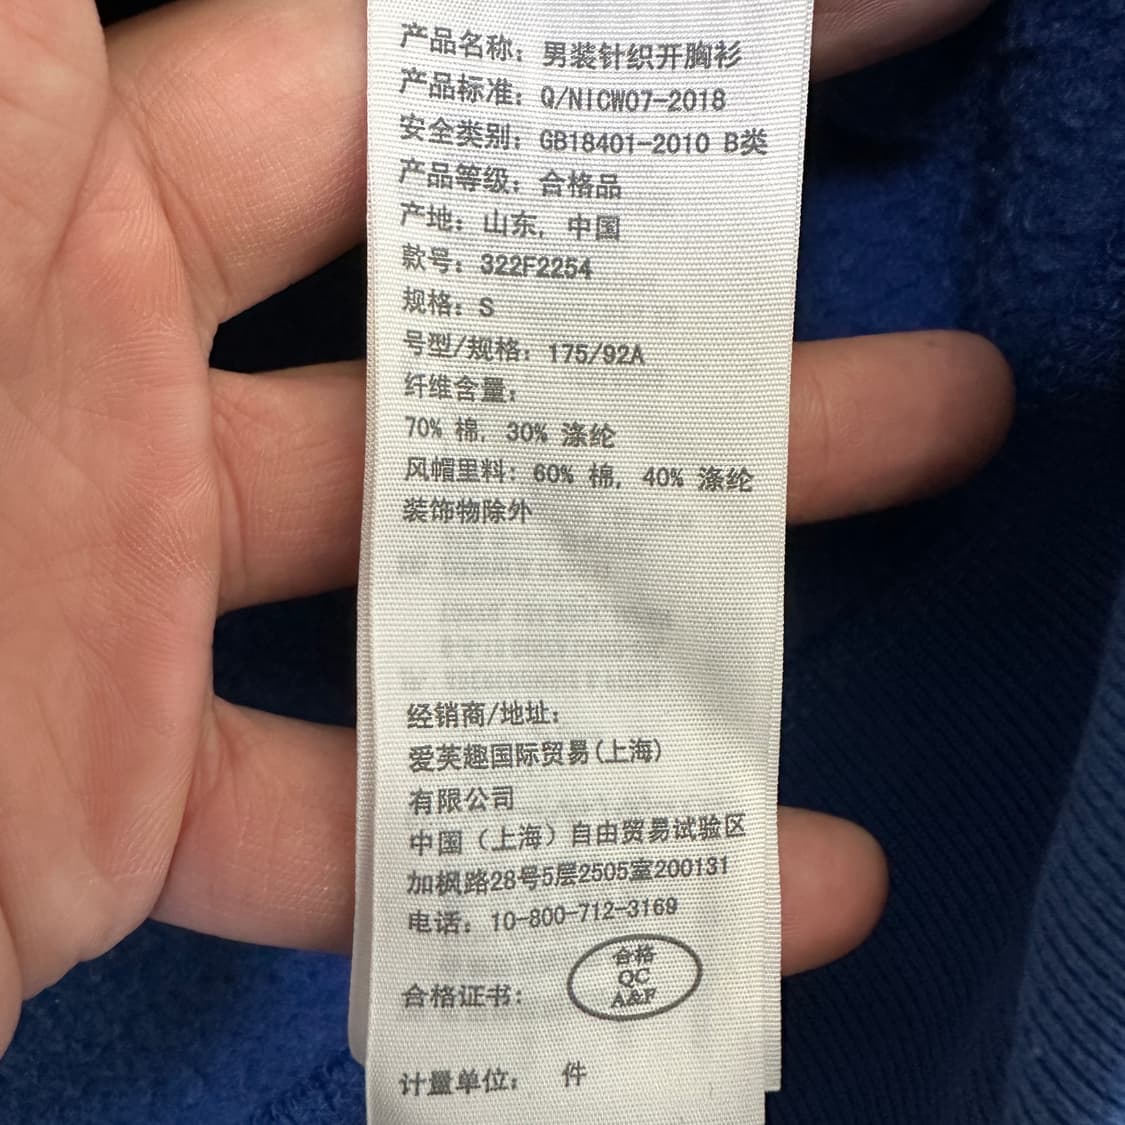 产品名称：男装针织开胸衫
产品标准：Q/NICW07-2018
安全类别：GB18401-2010 B类
产品等级：合格品
产地：山东, 中国
款号：322F2254
规格：S
号型/规格：175/92A
纤维含量：
70% 棉, 30% 涤纶
风帽里料：60% 棉, 40% 涤纶
装饰物除外
经销商/地址：
爱芙趣国际贸易(上海)
有限公司
中国（上海）自由贸易试验区
加枫路28号5层2505室200131
电话：10-800-712-3169
合格证书：
合格
QC
A&F
计量单位： 件